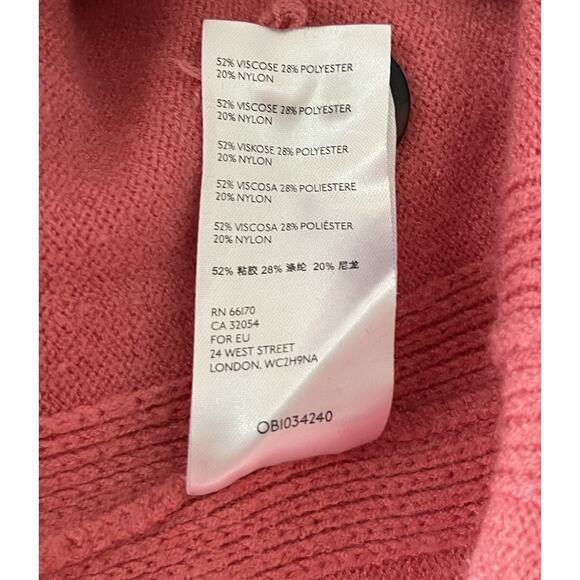 52% VISCOSE 28% POLYESTER
20% NYLON
52% VISCOSE 28% POLYESTER
20% NYLON
52% VISKOSE 28% POLYESTER
20% NYLON
52% VISCOSA 28% POLIESTERE
20% NYLON
52% VISCOSA 28% POLIÉSTER
20% NYLON
52% 粘胶 28% 涤纶 20% 尼龙
RN 66170
CA 32054
FOR EU
24 WEST STREET
LONDON, WC2H9NA
OB1034240